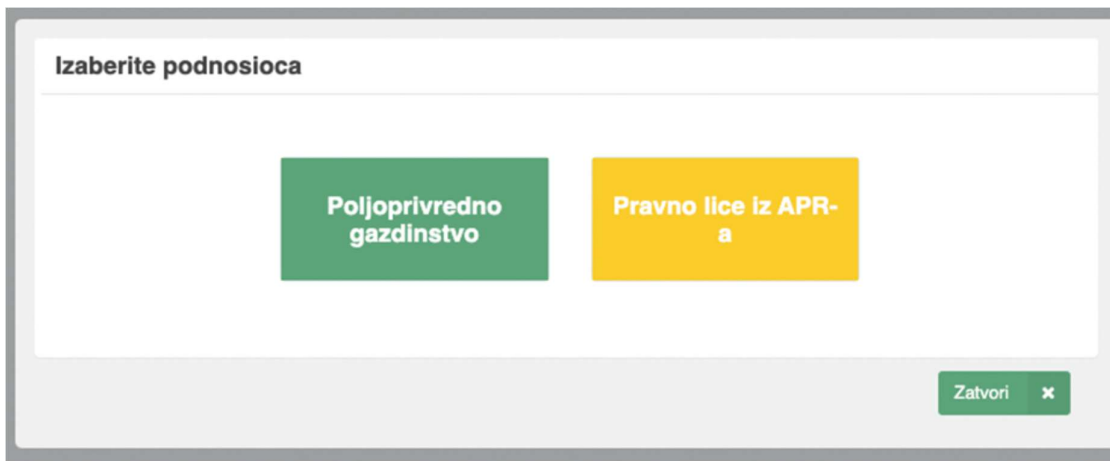 Izaberite podnosioca
Poljoprivredno
gazdinstvo
Pravno lice iz APR-
a
Zatvori